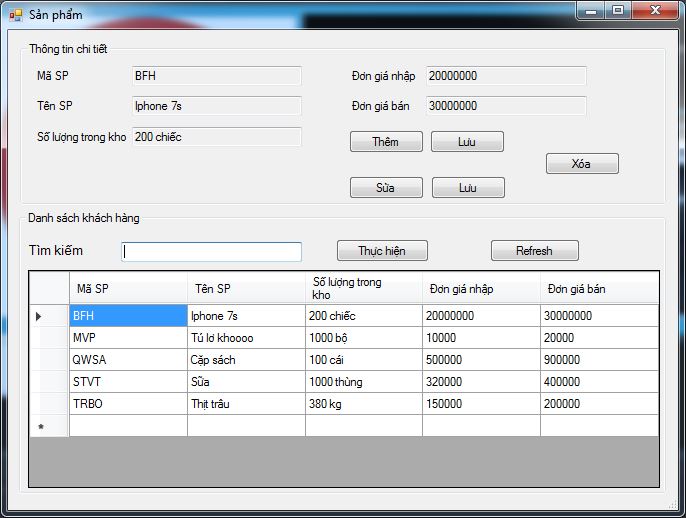 Sản phẩm
Thông tin chi tiết
Mã SP BFH Đơn giá nhập 20000000
Tên SP Iphone 7s Đơn giá bán 30000000
Số lượng trong kho 200 chiếc
Thêm Lưu
Xóa
Sửa Lưu
Danh sách khách hàng
Tìm kiếm Thực hiện Refresh
Mã SP Tên SP Số lượng trong kho Đơn giá nhập Đơn giá bán
BFH Iphone 7s 200 chiếc 20000000 30000000
MVP Tú lơ khoooo 1000 bộ 10000 20000
QWSA Cặp sách 100 cái 500000 900000
STVT Sữa 1000 thùng 320000 400000
TRBO Thịt trâu 380 kg 150000 200000